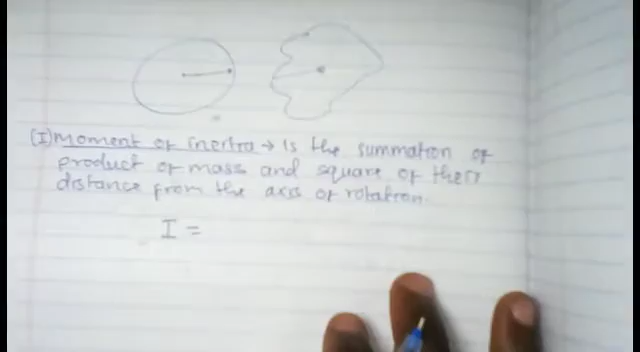 (I) Moment of inertia → is the summation of
product of mass and square of their
distance from the axis of rotation.
I =